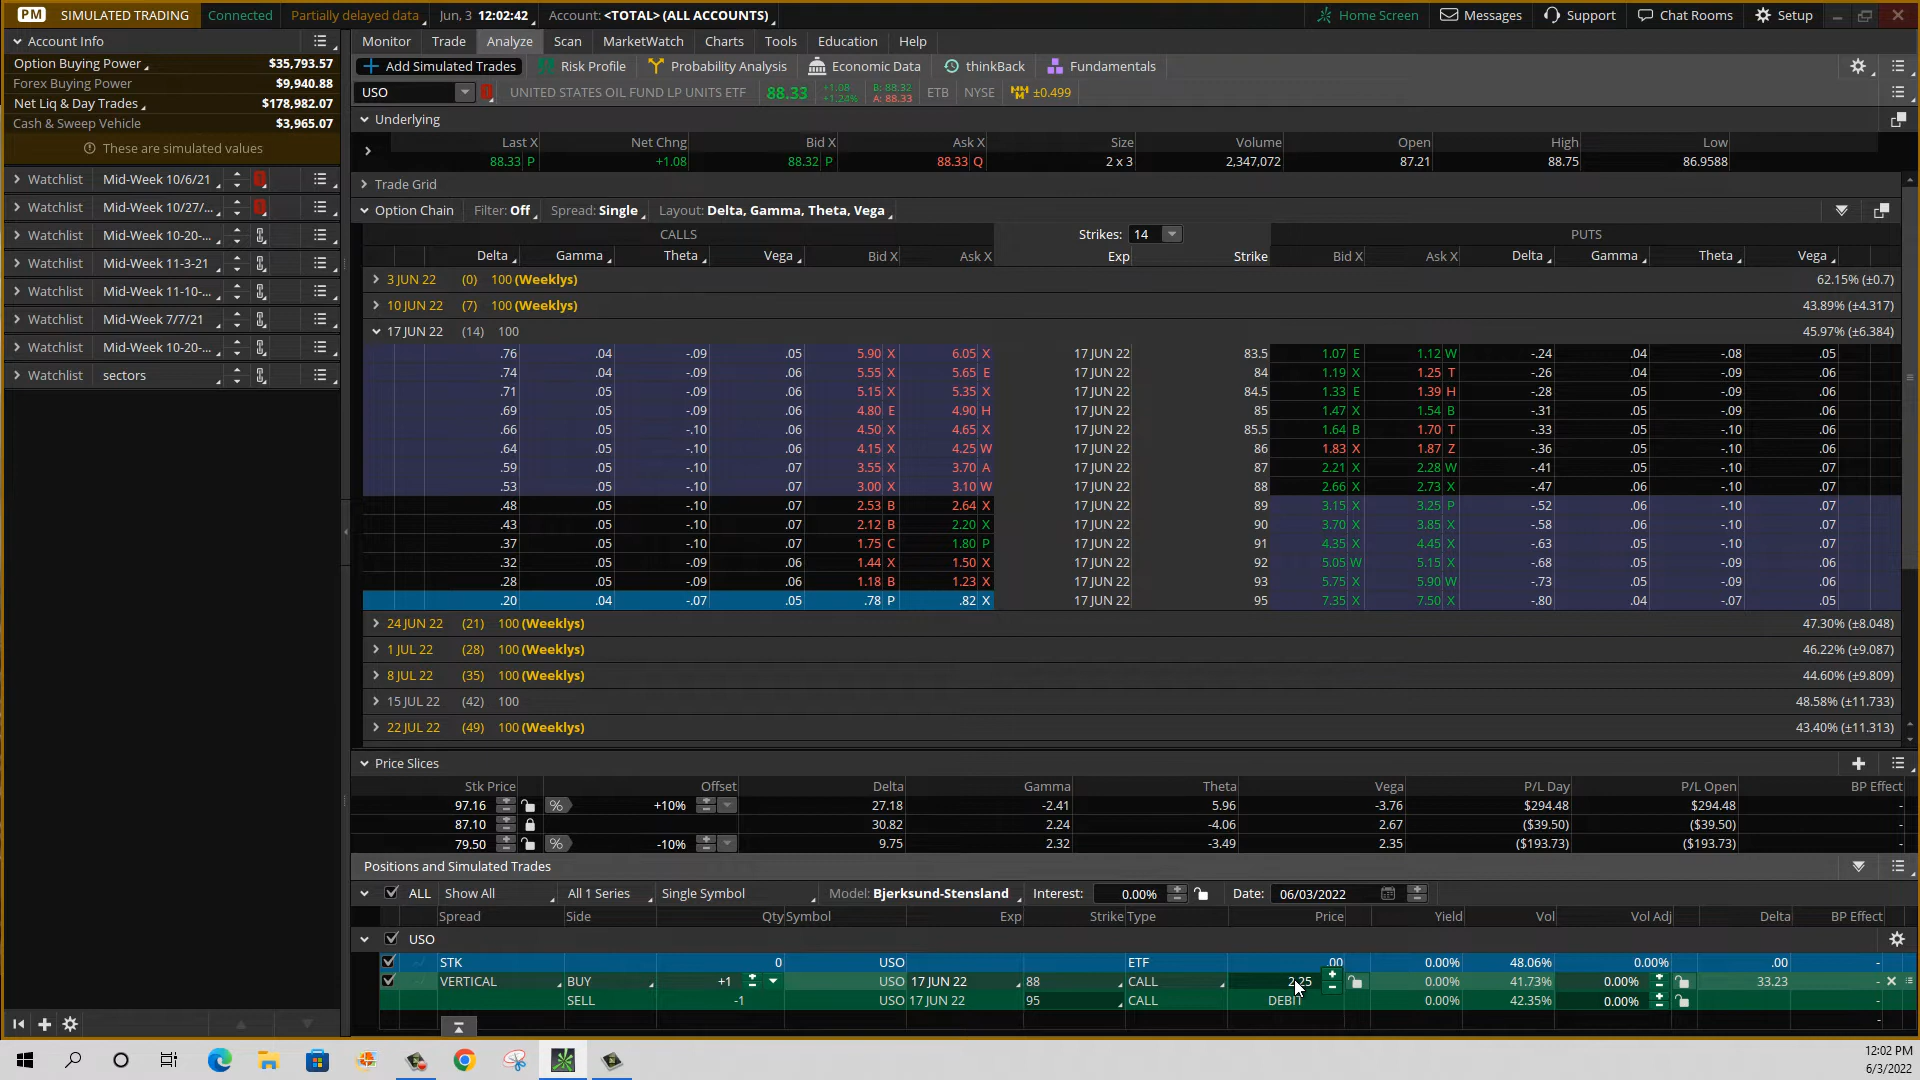 PM SIMULATED TRADING Connected Partially delayed data Jun, 3 12:02:42 Account: <TOTAL> (ALL ACCOUNTS) Home Screen Messages Support Chat Rooms Setup
Account Info
Option Buying Power $35,793.57
Forex Buying Power $9,940.88
Net Liq & Day Trades $178,982.07
Cash & Sweep Vehicle $3,965.07
These are simulated values
Watchlist Mid-Week 10/6/21
Watchlist Mid-Week 10/27/...
Watchlist Mid-Week 10-20-...
Watchlist Mid-Week 11-3-21
Watchlist Mid-Week 11-10-...
Watchlist Mid-Week 7/7/21
Watchlist Mid-Week 10-20-...
Watchlist sectors
Monitor Trade Analyze Scan MarketWatch Charts Tools Education Help
Add Simulated Trades Risk Profile Probability Analysis Economic Data thinkBack Fundamentals
USO UNITED STATES OIL FUND LP UNITS ETF 88.33 +1.08 +1.24% B: 88.32 A: 88.33 ETB NYSE ±0.499
Underlying
Last X Net Chng Bid X Ask X Size Volume Open High Low
88.33 P +1.08 88.32 P 88.33 Q 2 x 3 2,347,072 87.21 88.75 86.9588
Trade Grid
Option Chain Filter: Off Spread: Single Layout: Delta, Gamma, Theta, Vega
CALLS Strikes: 14 PUTS
Delta Gamma Theta Vega Bid X Ask X Exp Strike Bid X Ask X Delta Gamma Theta Vega
3 JUN 22 (0) 100 (Weeklys) 62.15% (±0.7)
10 JUN 22 (7) 100 (Weeklys) 43.89% (±4.317)
17 JUN 22 (14) 100 45.97% (±6.384)
.76 .04 -.09 .05 5.90 X 6.05 X 17 JUN 22 83.5 1.07 E 1.12 W -.24 .04 -.08 .05
.74 .04 -.09 .06 5.55 X 5.65 E 17 JUN 22 84 1.19 X 1.25 T -.26 .04 -.09 .06
.71 .05 -.09 .06 5.15 X 5.35 X 17 JUN 22 84.5 1.33 E 1.39 H -.28 .05 -.09 .06
.69 .05 -.09 .06 4.80 E 4.90 H 17 JUN 22 85 1.47 X 1.54 B -.31 .05 -.09 .06
.66 .05 -.10 .06 4.50 X 4.65 X 17 JUN 22 85.5 1.64 B 1.70 T -.33 .05 -.10 .06
.64 .05 -.10 .06 4.15 X 4.25 W 17 JUN 22 86 1.83 X 1.87 Z -.36 .05 -.10 .06
.59 .05 -.10 .07 3.55 X 3.70 A 17 JUN 22 87 2.21 X 2.28 W -.41 .05 -.10 .07
.53 .05 -.10 .07 3.00 X 3.10 W 17 JUN 22 88 2.66 X 2.73 X -.47 .06 -.10 .07
.48 .05 -.10 .07 2.53 B 2.64 X 17 JUN 22 89 3.15 X 3.25 P -.52 .06 -.10 .07
.43 .05 -.10 .07 2.12 B 2.20 X 17 JUN 22 90 3.70 X 3.85 X -.58 .06 -.10 .07
.37 .05 -.10 .07 1.75 C 1.80 P 17 JUN 22 91 4.35 X 4.45 X -.63 .05 -.10 .07
.32 .05 -.10 .06 1.44 X 1.50 X 17 JUN 22 92 5.05 W 5.15 X -.68 .05 -.10 .06
.28 .05 -.09 .06 1.18 B 1.23 X 17 JUN 22 93 5.75 X 5.90 W -.73 .05 -.09 .06
.20 .04 -.07 .05 .78 P .82 X 17 JUN 22 95 7.35 X 7.50 X -.80 .04 -.07 .05
24 JUN 22 (21) 100 (Weeklys) 47.30% (±8.048)
1 JUL 22 (28) 100 (Weeklys) 46.22% (±9.087)
8 JUL 22 (35) 100 (Weeklys) 44.60% (±9.809)
15 JUL 22 (42) 100 48.58% (±11.733)
22 JUL 22 (49) 100 (Weeklys) 43.40% (±11.313)
Price Slices
Stk Price Offset Delta Gamma Theta Vega P/L Day P/L Open BP Effect
97.16 % +10% 27.18 -2.41 5.96 -3.76 $294.48 $294.48 -
87.10 30.82 2.24 -4.06 2.67 ($39.50) ($39.50) -
79.50 % -10% 9.75 2.32 -3.49 2.35 ($193.73) ($193.73) -
Positions and Simulated Trades
ALL Show All All 1 Series Single Symbol Model: Bjerksund-Stensland Interest: 0.00% Date: 06/03/2022
Spread Side Qty Symbol Exp Strike Type Price Yield Vol Vol Adj Delta BP Effect
USO
STK 0 USO ETF .00 0.00% 48.06% 0.00% .00
VERTICAL BUY +1 USO 17 JUN 22 88 CALL 2.25 0.00% 41.73% 0.00% 33.23 -
SELL -1 USO 17 JUN 22 95 CALL DEBIT 0.00% 42.35% 0.00%
-
12:02 PM
6/3/2022